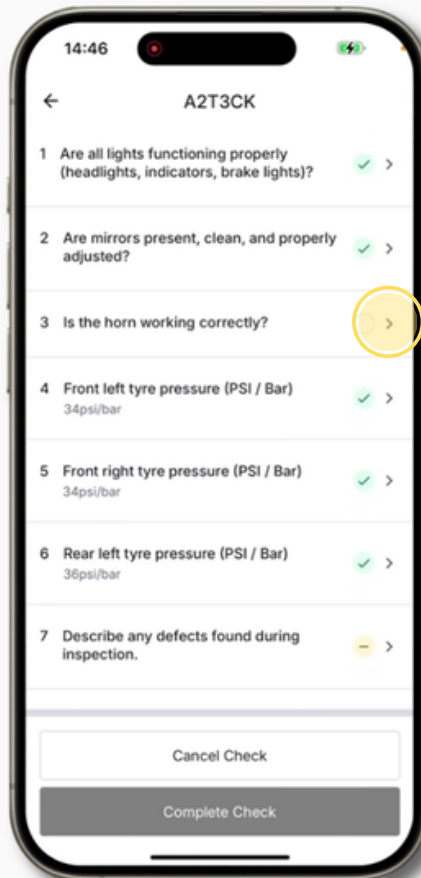 14:46
A2T3CK
1 Are all lights functioning properly
(headlights, indicators, brake lights)?
2 Are mirrors present, clean, and properly
adjusted?
3 Is the horn working correctly?
4 Front left tyre pressure (PSI / Bar)
34psi/bar
5 Front right tyre pressure (PSI / Bar)
34psi/bar
6 Rear left tyre pressure (PSI / Bar)
36psi/bar
7 Describe any defects found during
inspection.
Cancel Check
Complete Check